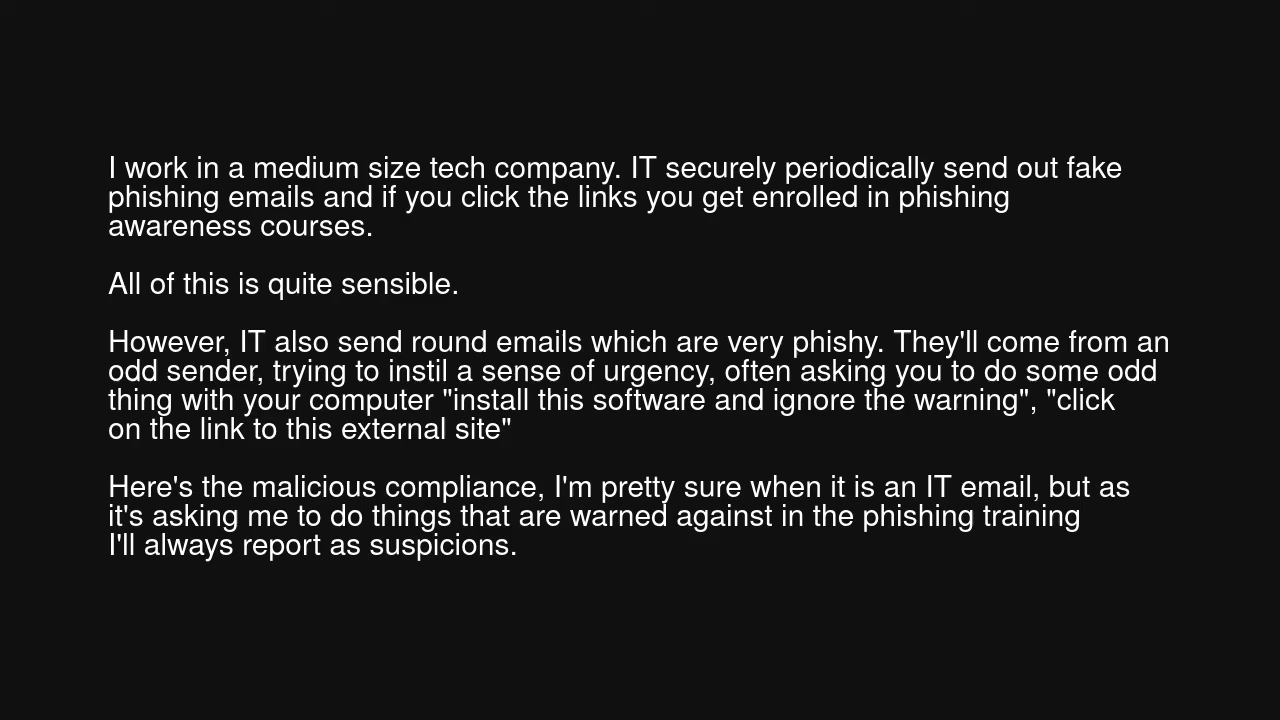 I work in a medium size tech company. IT securely periodically send out fake
phishing emails and if you click the links you get enrolled in phishing
awareness courses.
All of this is quite sensible.
However, IT also send round emails which are very phishy. They'll come from an
odd sender, trying to instil a sense of urgency, often asking you to do some odd
thing with your computer "install this software and ignore the warning", "click
on the link to this external site"
Here's the malicious compliance, I'm pretty sure when it is an IT email, but as
it's asking me to do things that are warned against in the phishing training
I'll always report as suspicions.